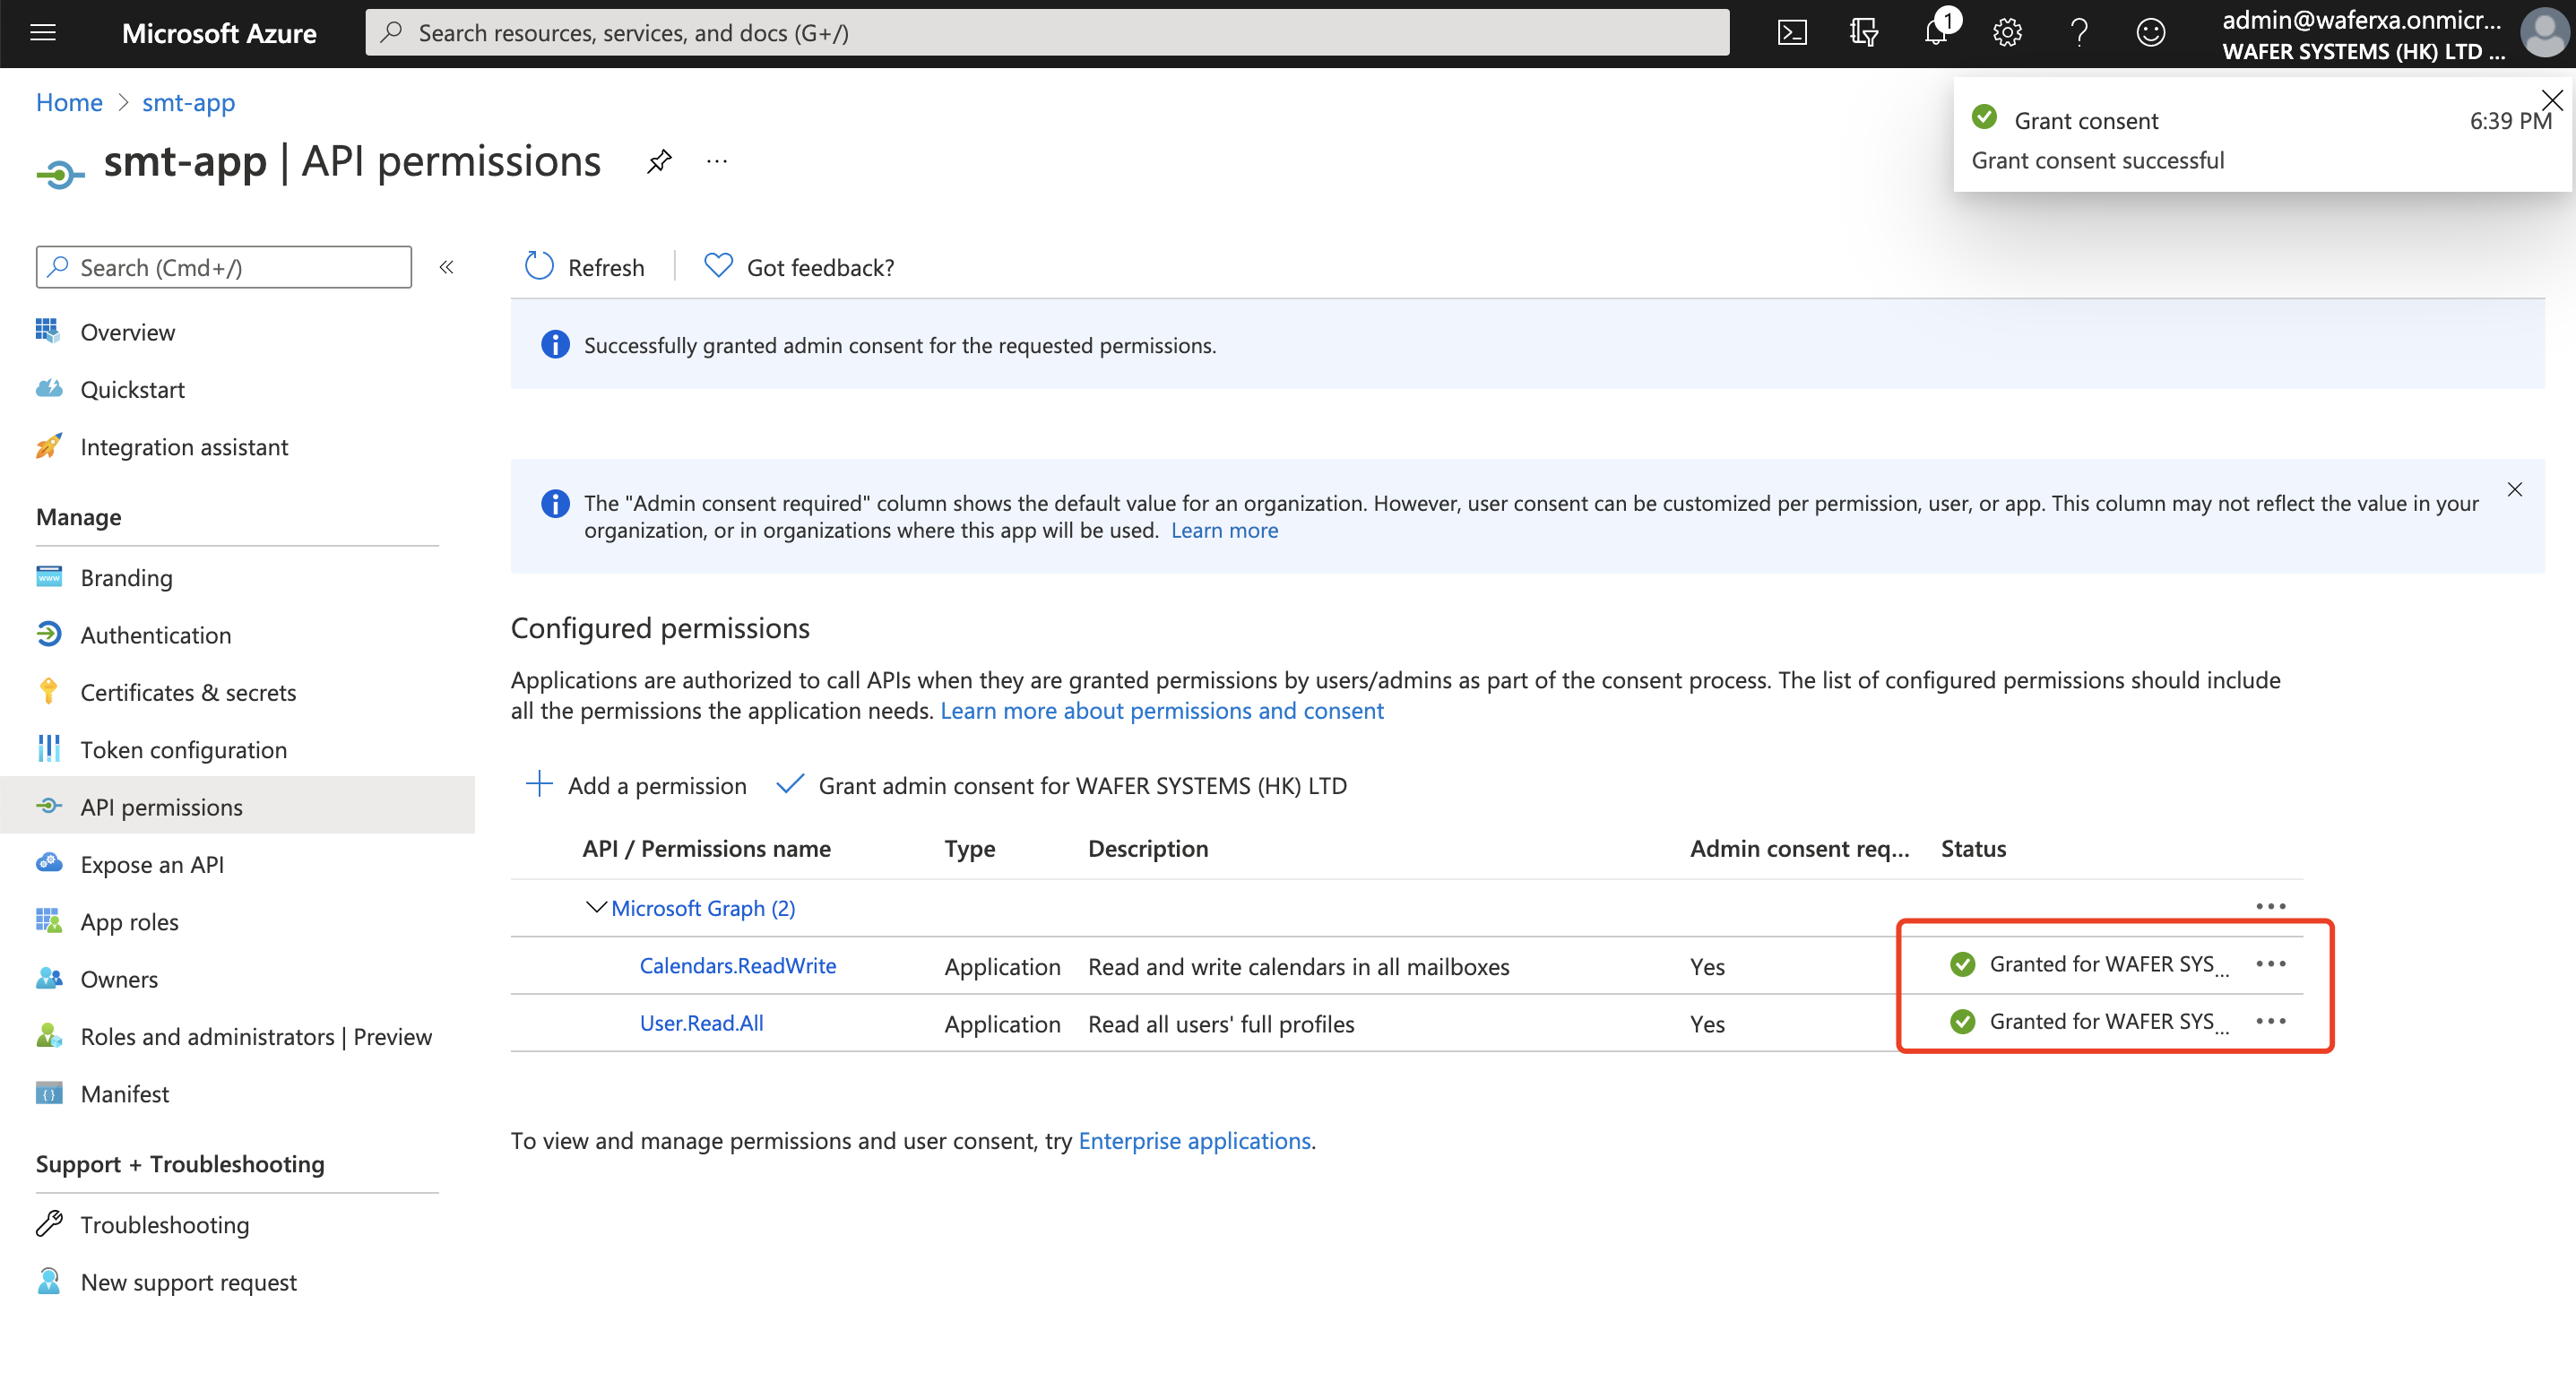 Microsoft Azure
Search resources, services, and docs (G+/)
1
admin@waferxa.onmicr...
WAFER SYSTEMS (HK) LTD ...
Home > smt-app
Grant consent
6:39 PM
Grant consent successful
smt-app | API permissions
...
Search (Cmd+/)
«
Refresh
Got feedback?
Overview
Quickstart
Integration assistant
Manage
Branding
Authentication
Certificates & secrets
Token configuration
API permissions
Expose an API
App roles
Owners
Roles and administrators | Preview
Manifest
Support + Troubleshooting
Troubleshooting
New support request
Successfully granted admin consent for the requested permissions.
The "Admin consent required" column shows the default value for an organization. However, user consent can be customized per permission, user, or app. This column may not reflect the value in your
organization, or in organizations where this app will be used. Learn more
Configured permissions
Applications are authorized to call APIs when they are granted permissions by users/admins as part of the consent process. The list of configured permissions should include
all the permissions the application needs. Learn more about permissions and consent
Add a permission
Grant admin consent for WAFER SYSTEMS (HK) LTD
API / Permissions name Type Description Admin consent req... Status
Microsoft Graph (2)
Calendars.ReadWrite Application Read and write calendars in all mailboxes Yes Granted for WAFER SYS...
User.Read.All Application Read all users' full profiles Yes Granted for WAFER SYS...
To view and manage permissions and user consent, try Enterprise applications.